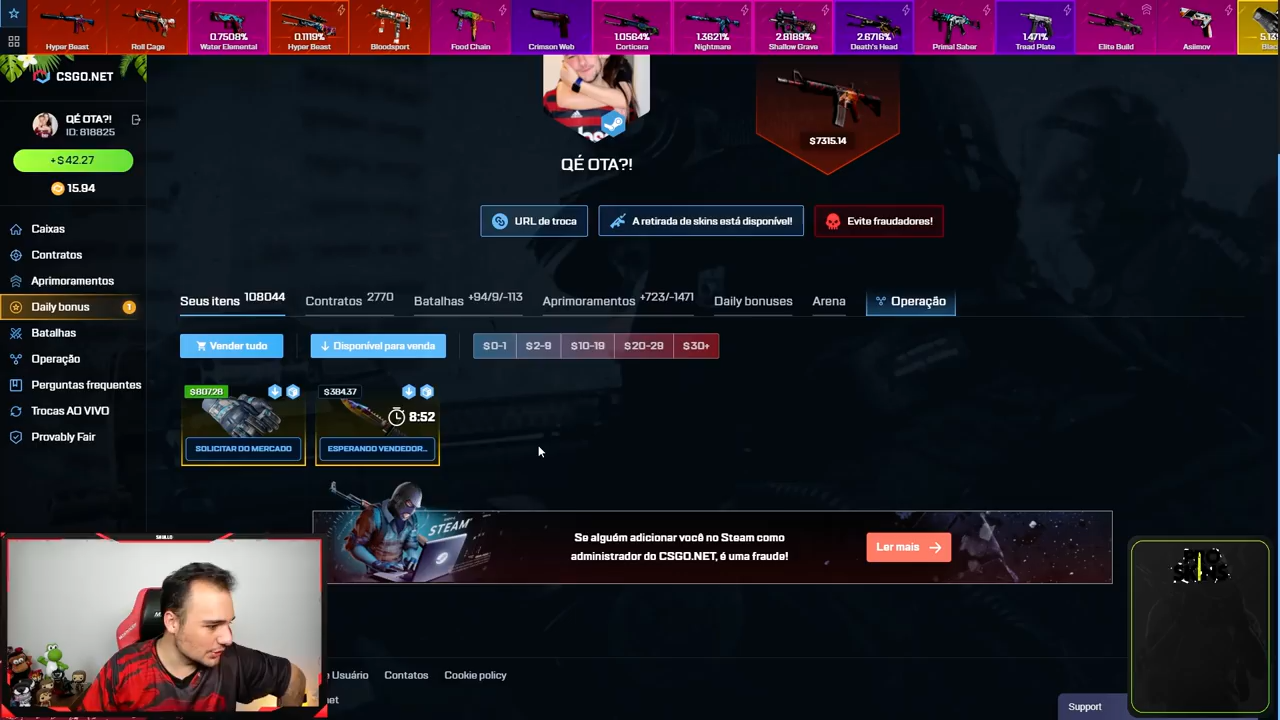 Hyper Beast
Roll Cage
0.7508%
Water Elemental
0.1119%
Hyper Beast
Bloodsport
Food Chain
Crimson Web
1.0564%
Corticera
1.3621%
Nightmare
2.8189%
Shallow Grave
2.6716%
Death's Head
Primal Saber
1.471%
Tread Plate
Elite Build
Asiimov
CSGO.NET
QÉ OTA?!
ID: 818825
+$42.27
15.94
Caixas
Contratos
Aprimoramentos
Daily bonus
1
Batalhas
Operação
Perguntas frequentes
Trocas AO VIVO
Provably Fair
$7315.14
QÉ OTA?!
URL de troca
A retirada de skins está disponível!
Evite fraudadores!
Seus itens 108044
Contratos 2770
Batalhas +94/9/-113
Aprimoramentos +723/-1471
Daily bonuses
Arena
Operação
Vender tudo
Disponível para venda
$0-1
$2-9
$10-19
$20-29
$30+
$807.28
SOLICITAR DO MERCADO
$384.37
8:52
ESPERANDO VENDEDOR...
STEAM
Se alguém adicionar você no Steam como
administrador do CSGO.NET, é uma fraude!
Ler mais
SKULLO
Usuário
Contatos
Cookie policy
Support